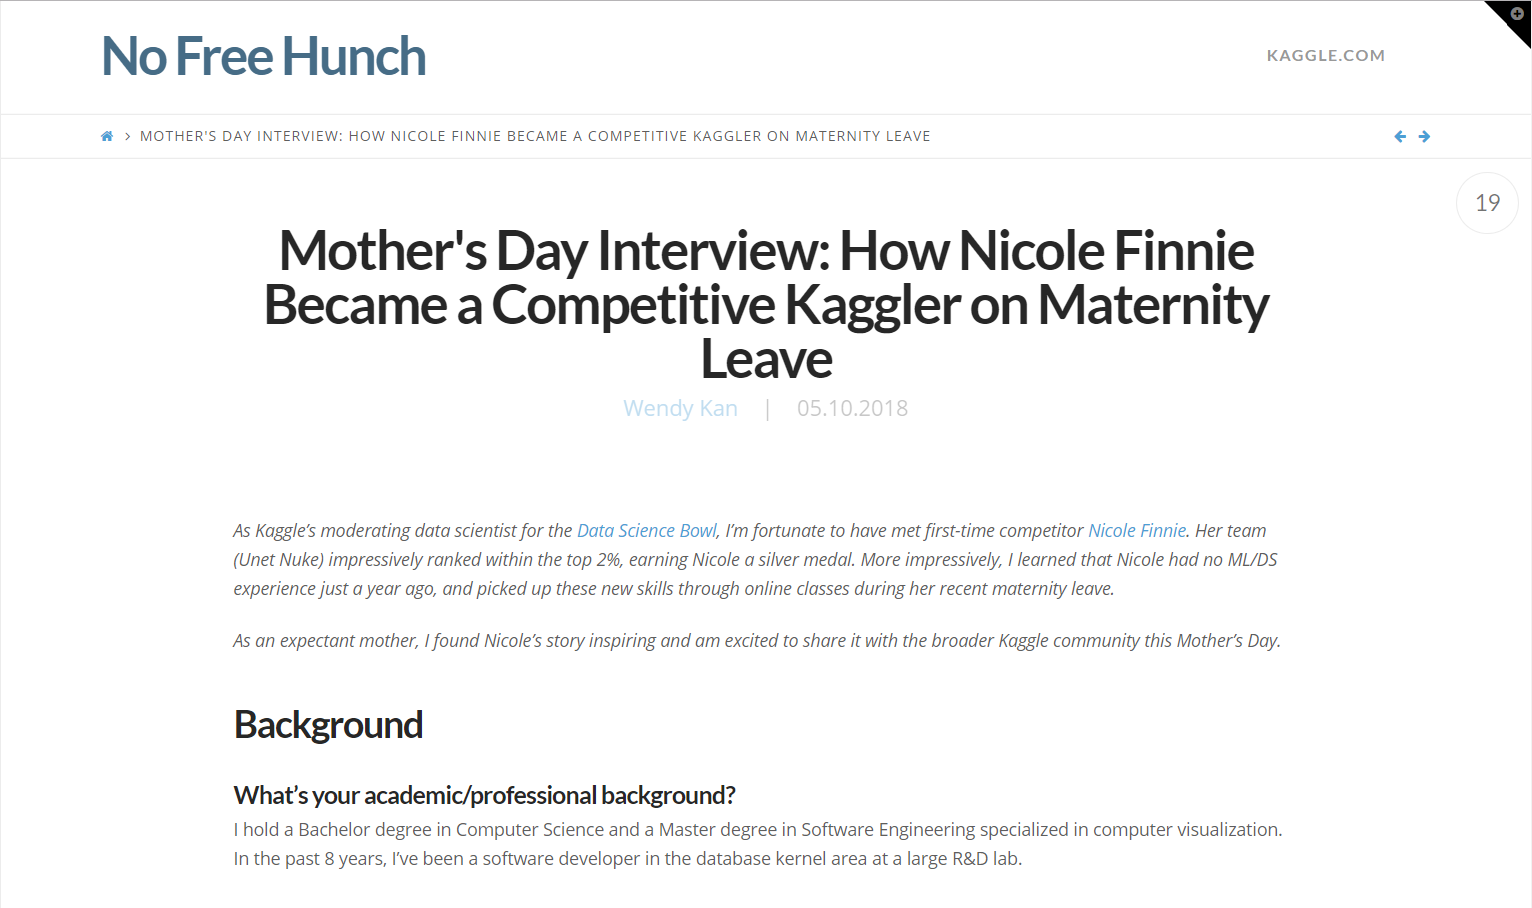 No Free Hunch
KAGGLE.COM
MOTHER'S DAY INTERVIEW: HOW NICOLE FINNIE BECAME A COMPETITIVE KAGGLER ON MATERNITY LEAVE
19
Mother's Day Interview: How Nicole Finnie
Became a Competitive Kaggler on Maternity
Leave
Wendy Kan | 05.10.2018
As Kaggle’s moderating data scientist for the Data Science Bowl, I’m fortunate to have met first-time competitor Nicole Finnie. Her team
(Unet Nuke) impressively ranked within the top 2%, earning Nicole a silver medal. More impressively, I learned that Nicole had no ML/DS
experience just a year ago, and picked up these new skills through online classes during her recent maternity leave.
As an expectant mother, I found Nicole’s story inspiring and am excited to share it with the broader Kaggle community this Mother’s Day.
Background
What’s your academic/professional background?
I hold a Bachelor degree in Computer Science and a Master degree in Software Engineering specialized in computer visualization.
In the past 8 years, I’ve been a software developer in the database kernel area at a large R&D lab.